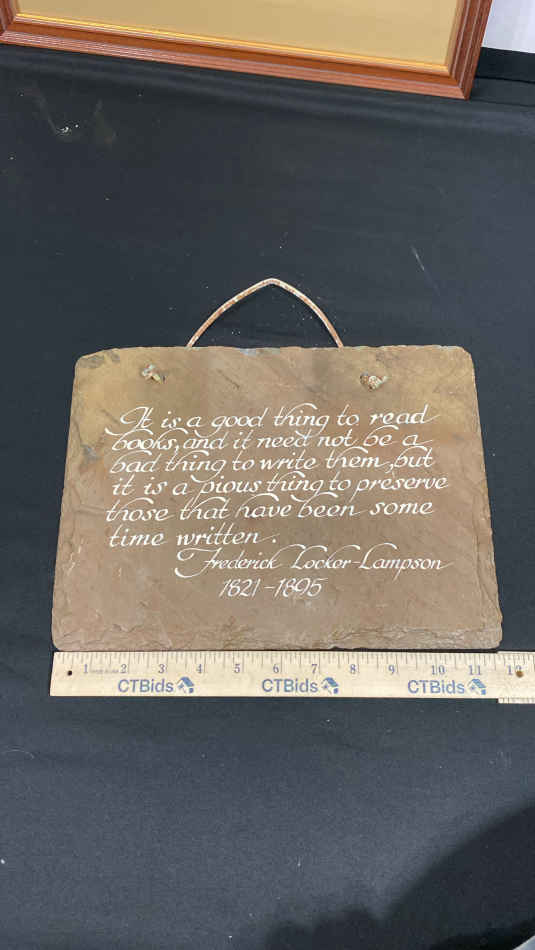 It is a good thing to read
books, and it need not be a
bad thing to write them, but
it is a pious thing to preserve
those that have been some
time written.
Frederick Locker-Lampson
1821-1895
1 2 3 4 5 6 7 8 9 10 11 12
CTBids CTBids CTBids